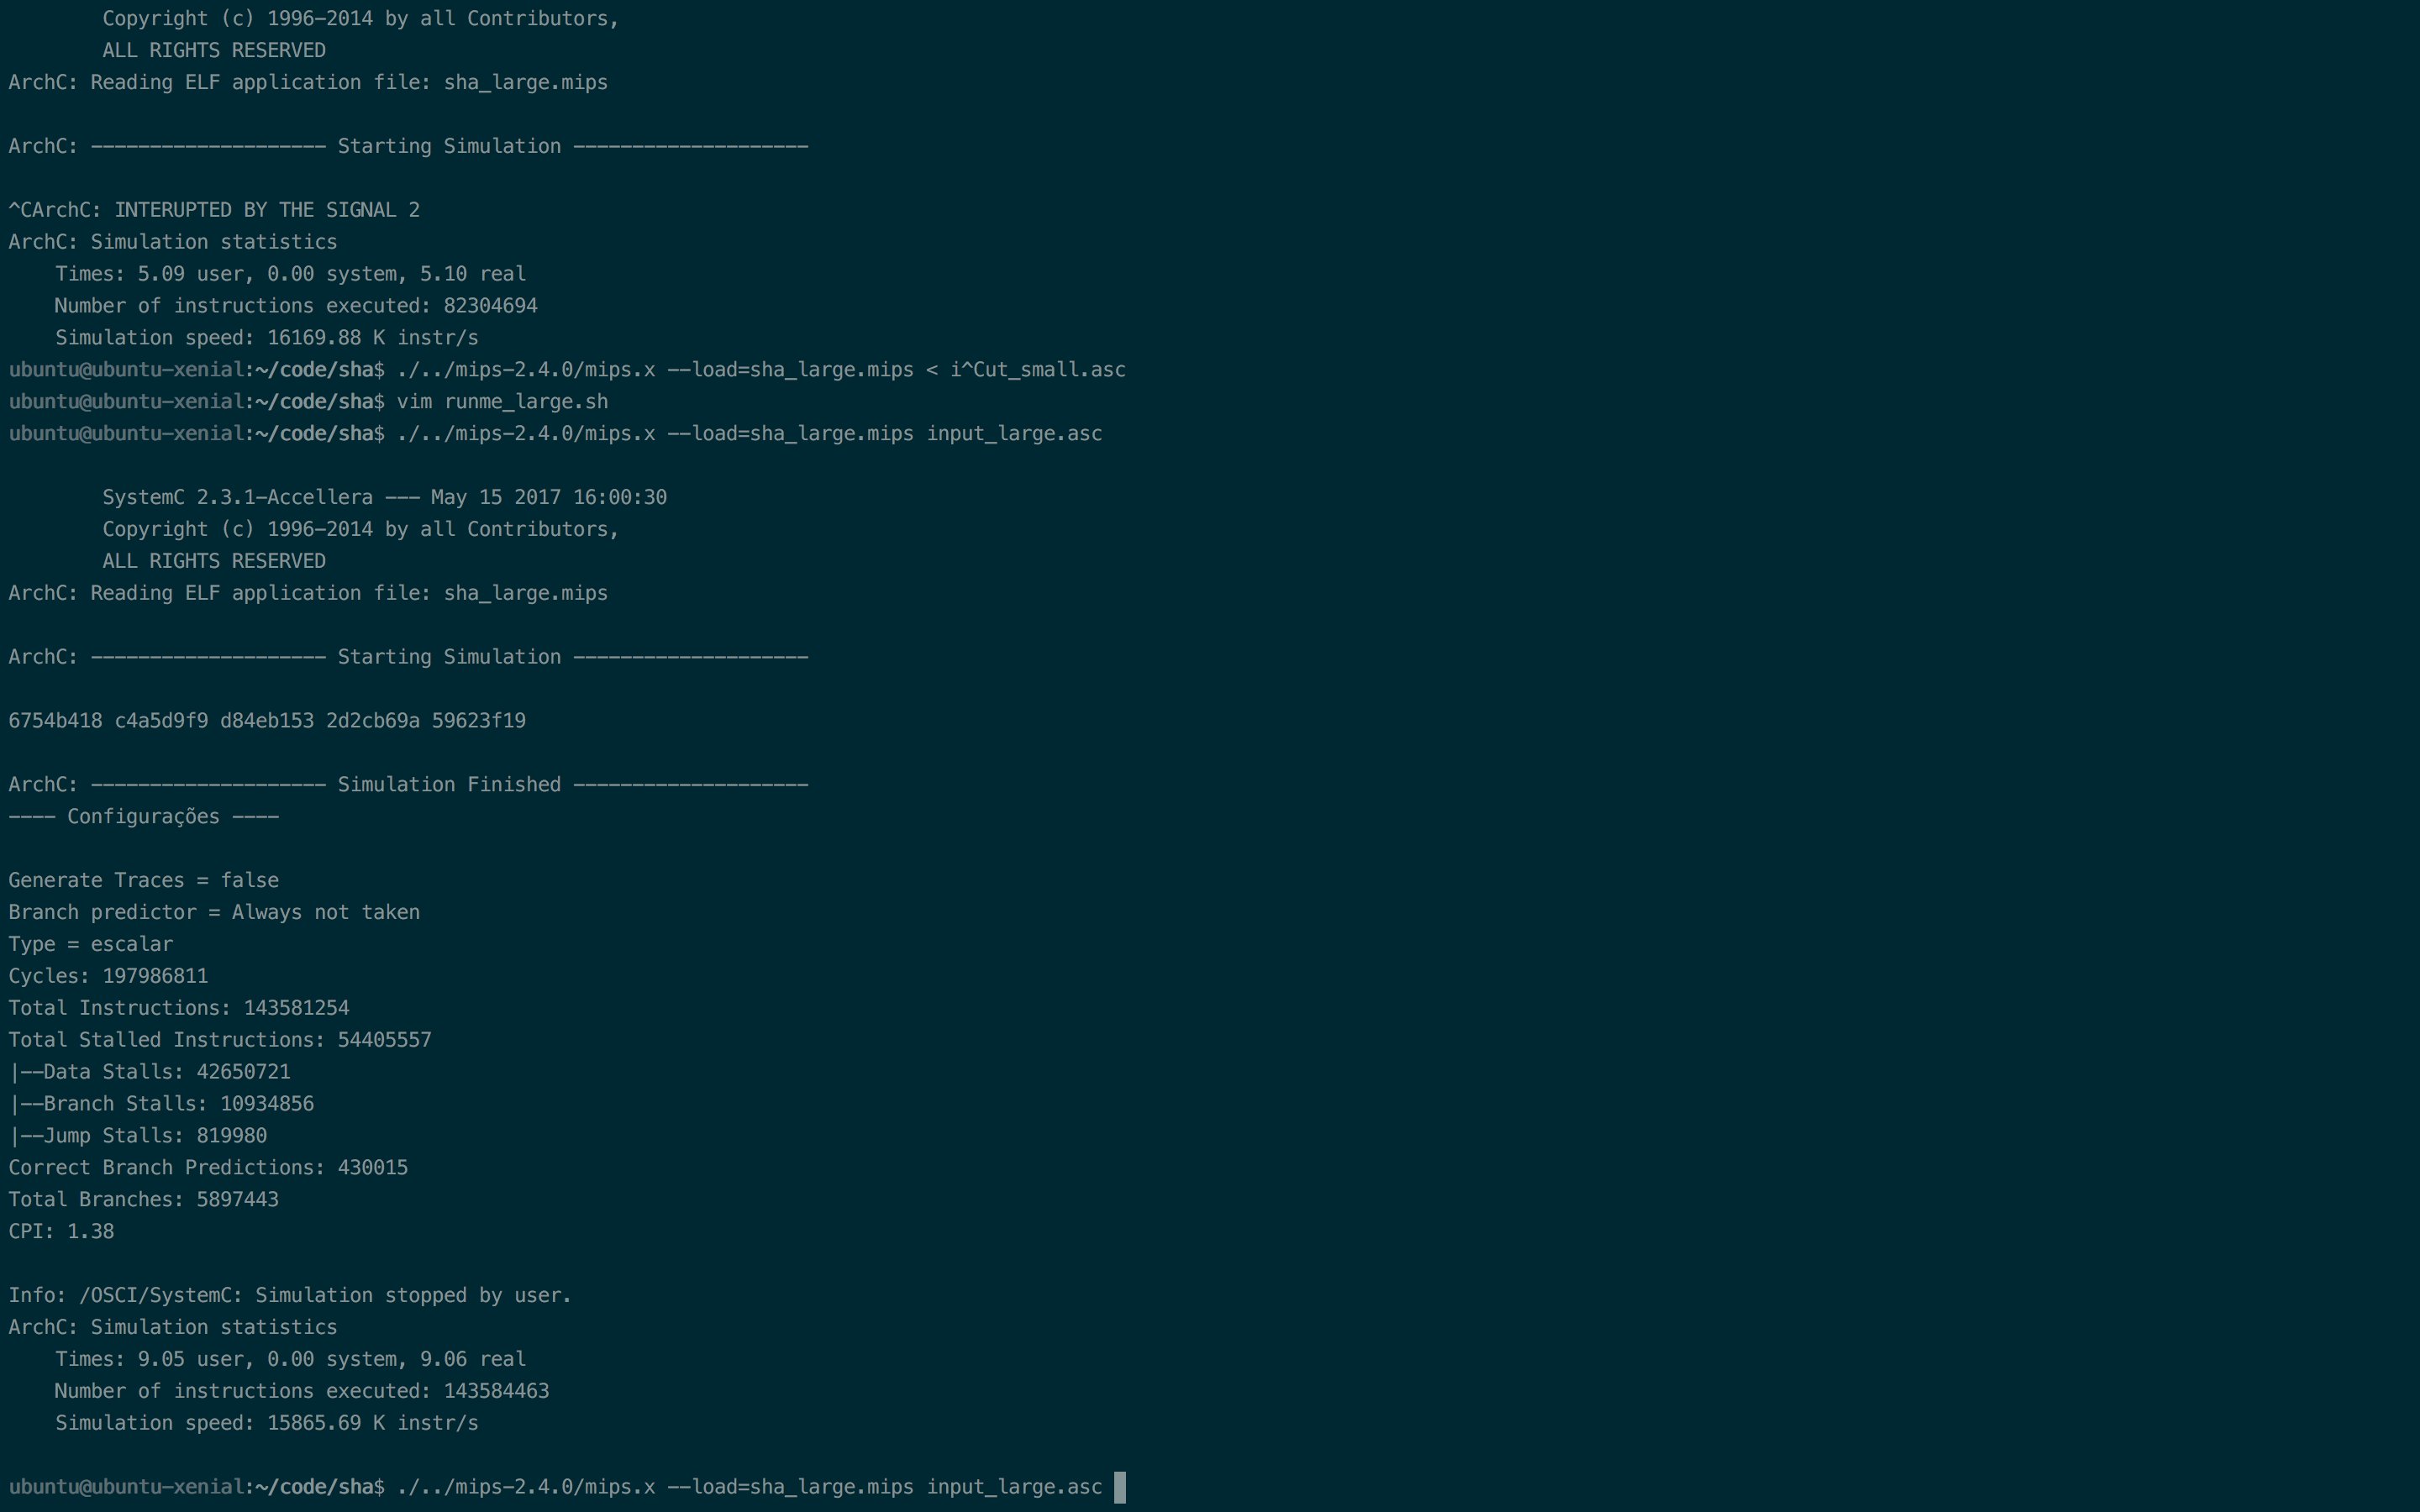 Copyright (c) 1996-2014 by all Contributors,
ALL RIGHTS RESERVED
ArchC: Reading ELF application file: sha_large.mips
ArchC: -------------------- Starting Simulation --------------------
^CArchC: INTERUPTED BY THE SIGNAL 2
ArchC: Simulation statistics
    Times: 5.09 user, 0.00 system, 5.10 real
    Number of instructions executed: 82304694
    Simulation speed: 16169.88 K instr/s
ubuntu@ubuntu-xenial:~/code/sha$ ./../mips-2.4.0/mips.x --load=sha_large.mips < i^Cut_small.asc
ubuntu@ubuntu-xenial:~/code/sha$ vim runme_large.sh
ubuntu@ubuntu-xenial:~/code/sha$ ./../mips-2.4.0/mips.x --load=sha_large.mips input_large.asc
        SystemC 2.3.1-Accellera --- May 15 2017 16:00:30
        Copyright (c) 1996-2014 by all Contributors,
        ALL RIGHTS RESERVED
ArchC: Reading ELF application file: sha_large.mips
ArchC: -------------------- Starting Simulation --------------------
6754b418 c4a5d9f9 d84eb153 2d2cb69a 59623f19
ArchC: -------------------- Simulation Finished --------------------
---- Configurações ----
Generate Traces = false
Branch predictor = Always not taken
Type = escalar
Cycles: 197986811
Total Instructions: 143581254
Total Stalled Instructions: 54405557
|--Data Stalls: 42650721
|--Branch Stalls: 10934856
|--Jump Stalls: 819980
Correct Branch Predictions: 430015
Total Branches: 5897443
CPI: 1.38
Info: /OSCI/SystemC: Simulation stopped by user.
ArchC: Simulation statistics
    Times: 9.05 user, 0.00 system, 9.06 real
    Number of instructions executed: 143584463
    Simulation speed: 15865.69 K instr/s
ubuntu@ubuntu-xenial:~/code/sha$ ./../mips-2.4.0/mips.x --load=sha_large.mips input_large.asc